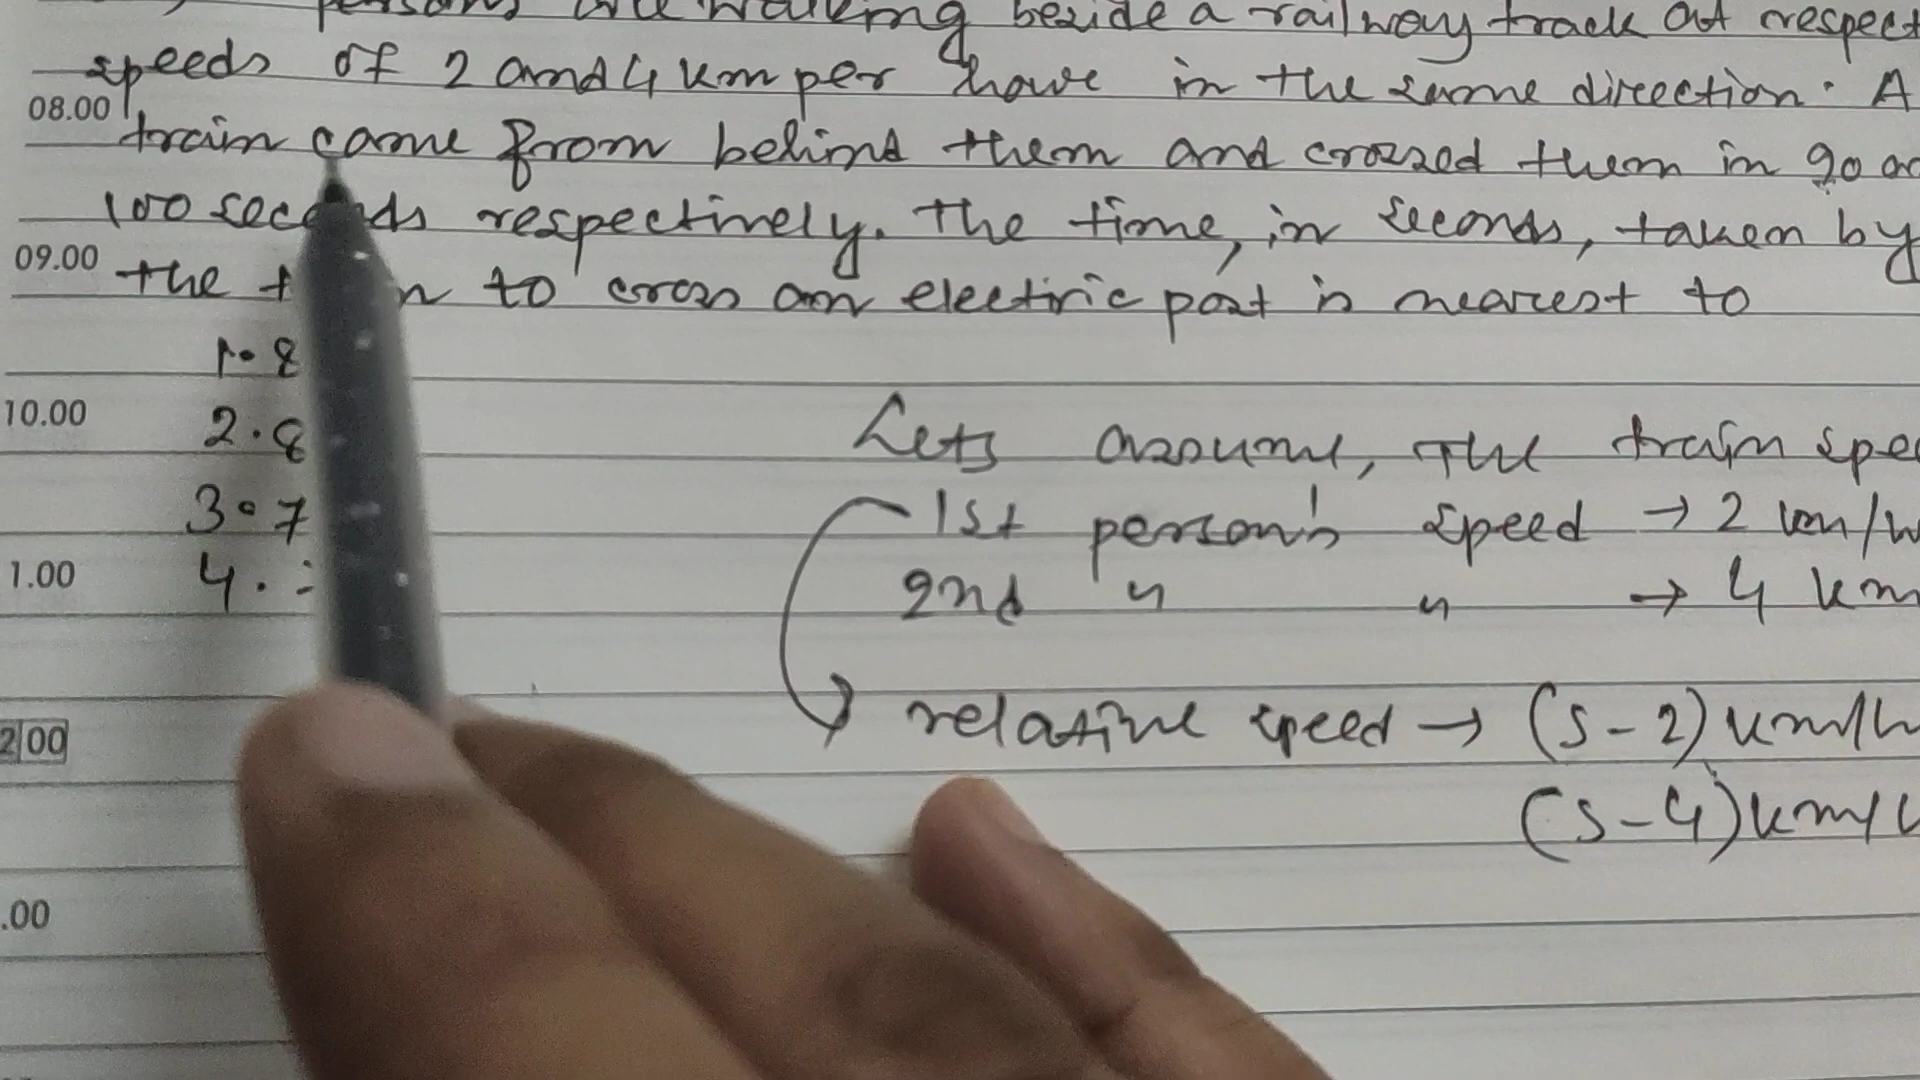 persons are walking beside a railway track at respect
speeds of 2 and 4 km per hour in the same direction. A
08.00
train came from behind them and crossed them in 90 an
100 seconds respectively. The time, in seconds, taken by
09.00
the to cross an electric post is nearest to
1. 8
10.00
2. 8
Lets assume, The train spe
3. 7
1st person's speed → 2 km/h
1.00
4.
2nd " " → 4 km
2 00
relative speed → (s-2) km/h
(s-4) km/h
.00